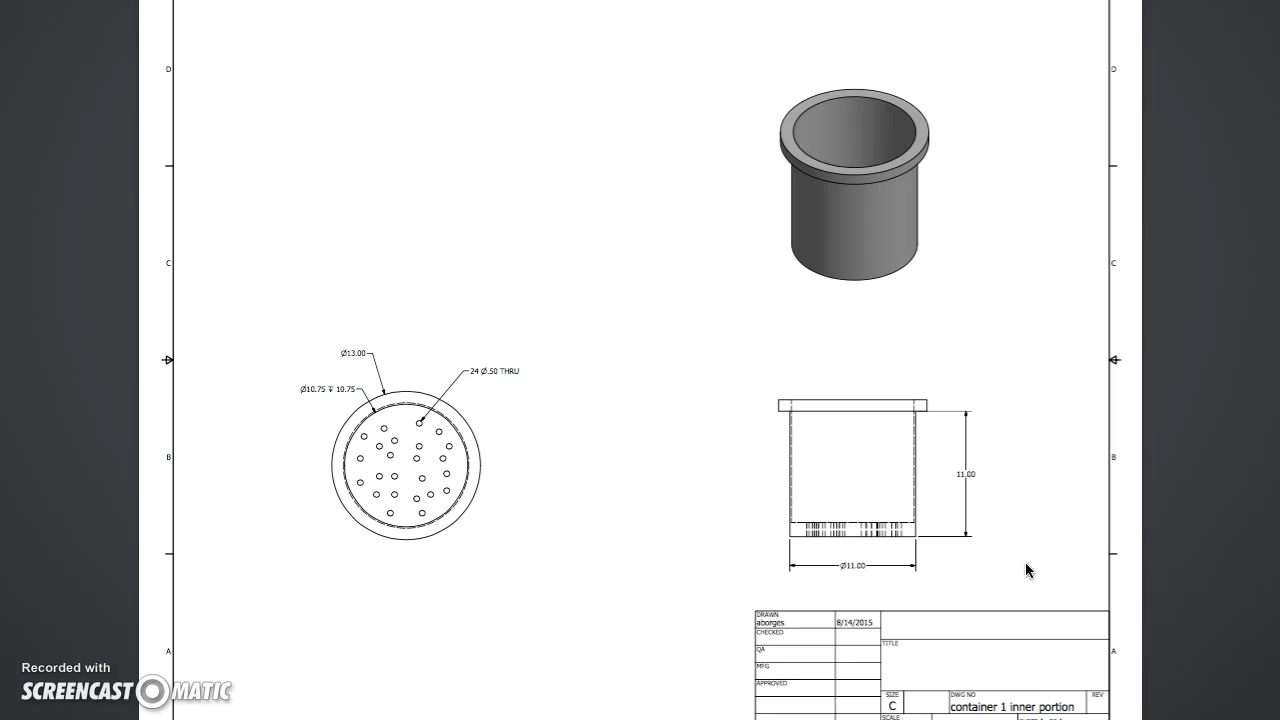 D
D
C
C
Ø13.00
24 Ø.50 THRU
Ø10.75 ↧ 10.75
B
B
11.00
Ø11.00
DRAWN
aborges
8/14/2015
CHECKED
TITLE
QA
A
MFG
APPROVED
SIZE
C
DWG NO
container 1 inner portion
REV
SCALE
Recorded with
SCREENCAST MATIC